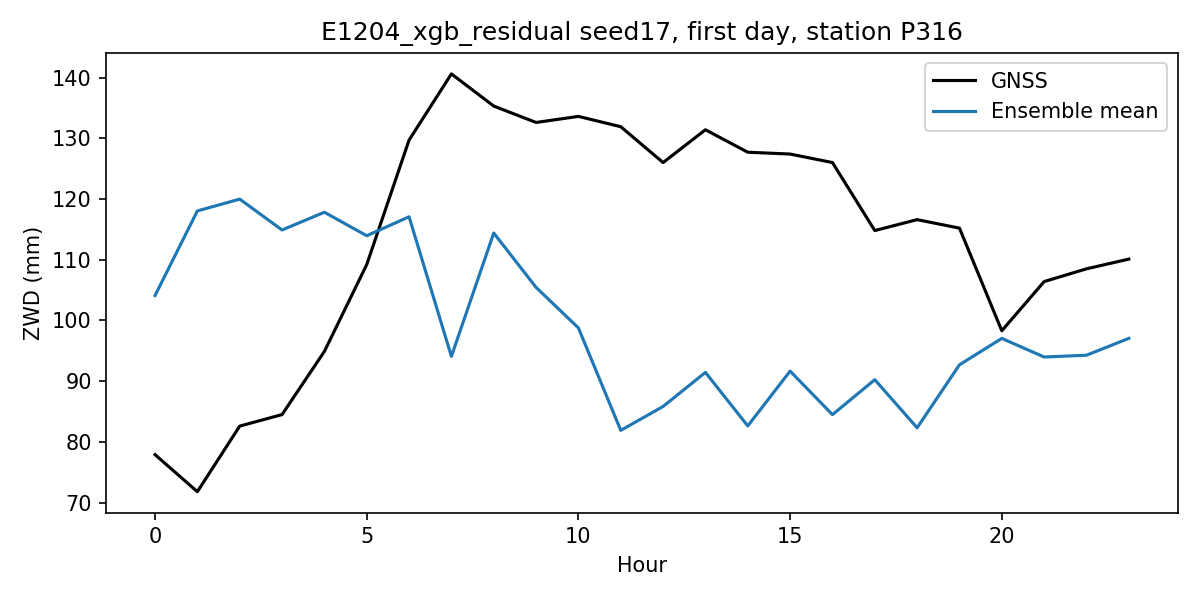 E1204_xgb_residual seed17, first day, station P316
GNSS
Ensemble mean
ZWD (mm)
140
130
120
110
100
90
80
70
0 5 10 15 20
Hour